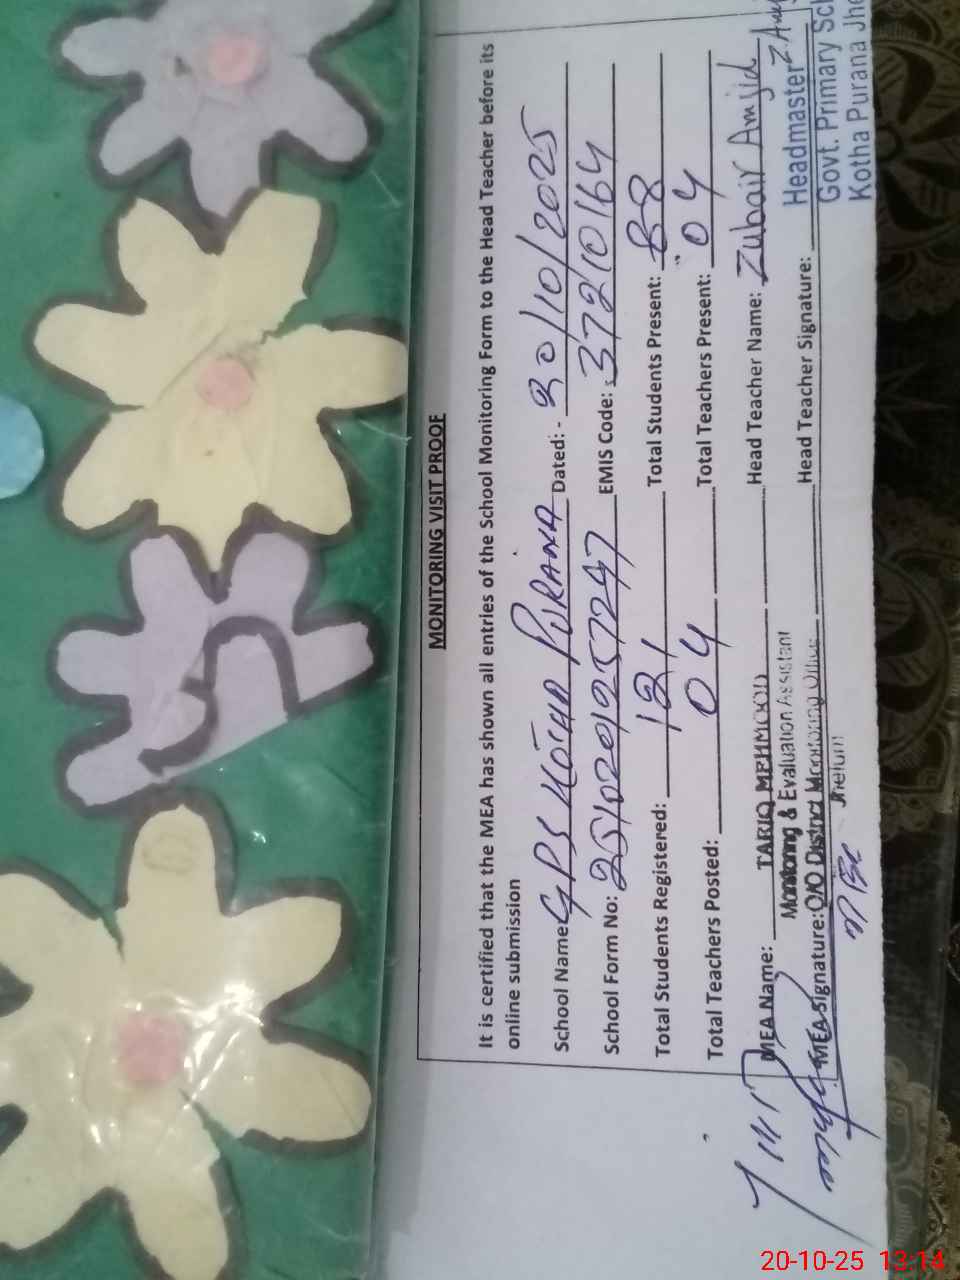 MONITORING VISIT PROOF
It is certified that the MEA has shown all entries of the School Monitoring Form to the Head Teacher before its
online submission
School Name: GPS KOTHA PURANA Dated: - 20/10/2025
School Form No: EMIS Code: 37210164
Total Students Registered: 121 Total Students Present: 88
Total Teachers Posted: 04 Total Teachers Present: 04
MEA Name: TARIQ MEHMOOD Head Teacher Name: Zubair Amjid
Monitoring & Evaluation Assistant
MEA Signature: O/O District Monitoring Office Head Teacher Signature:
Jhelum
Headmaster
Govt. Primary Sch
Kotha Purana Jhe
20-10-25 13:14